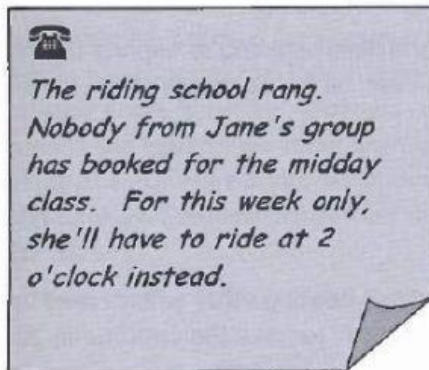 The riding school rang.
Nobody from Jane's group
has booked for the midday
class. For this week only,
she'll have to ride at 2
o'clock instead.